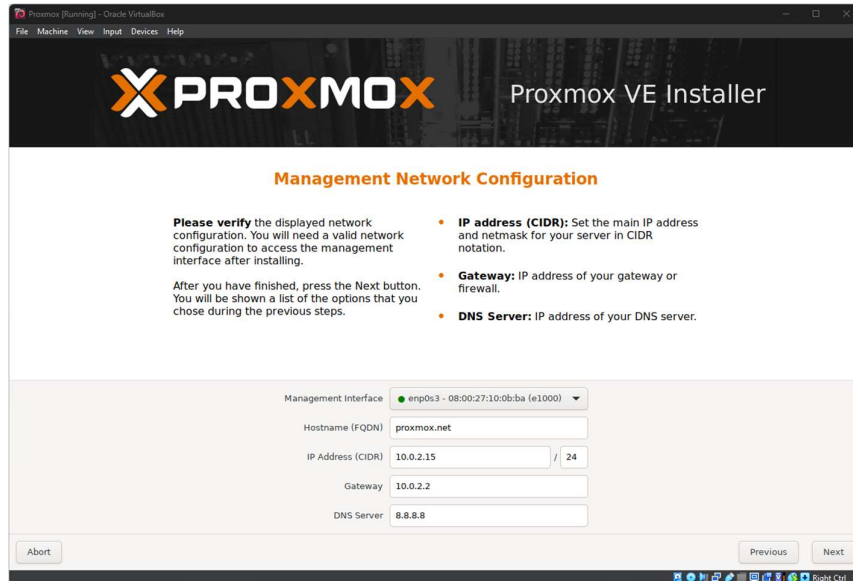 Proxmox [Running] - Oracle VirtualBox
File Machine View Input Devices Help
PROXMOX
Proxmox VE Installer
Management Network Configuration
Please verify the displayed network
configuration. You will need a valid network
configuration to access the management
interface after installing.
After you have finished, press the Next button.
You will be shown a list of the options that you
chose during the previous steps.
IP address (CIDR): Set the main IP address
and netmask for your server in CIDR
notation.
Gateway: IP address of your gateway or
firewall.
DNS Server: IP address of your DNS server.
Management Interface enp0s3 - 08:00:27:10:0b:ba (e1000)
Hostname (FQDN) proxmox.net
IP Address (CIDR) 10.0.2.15 / 24
Gateway 10.0.2.2
DNS Server 8.8.8.8
Abort Previous Next
Right Ctrl